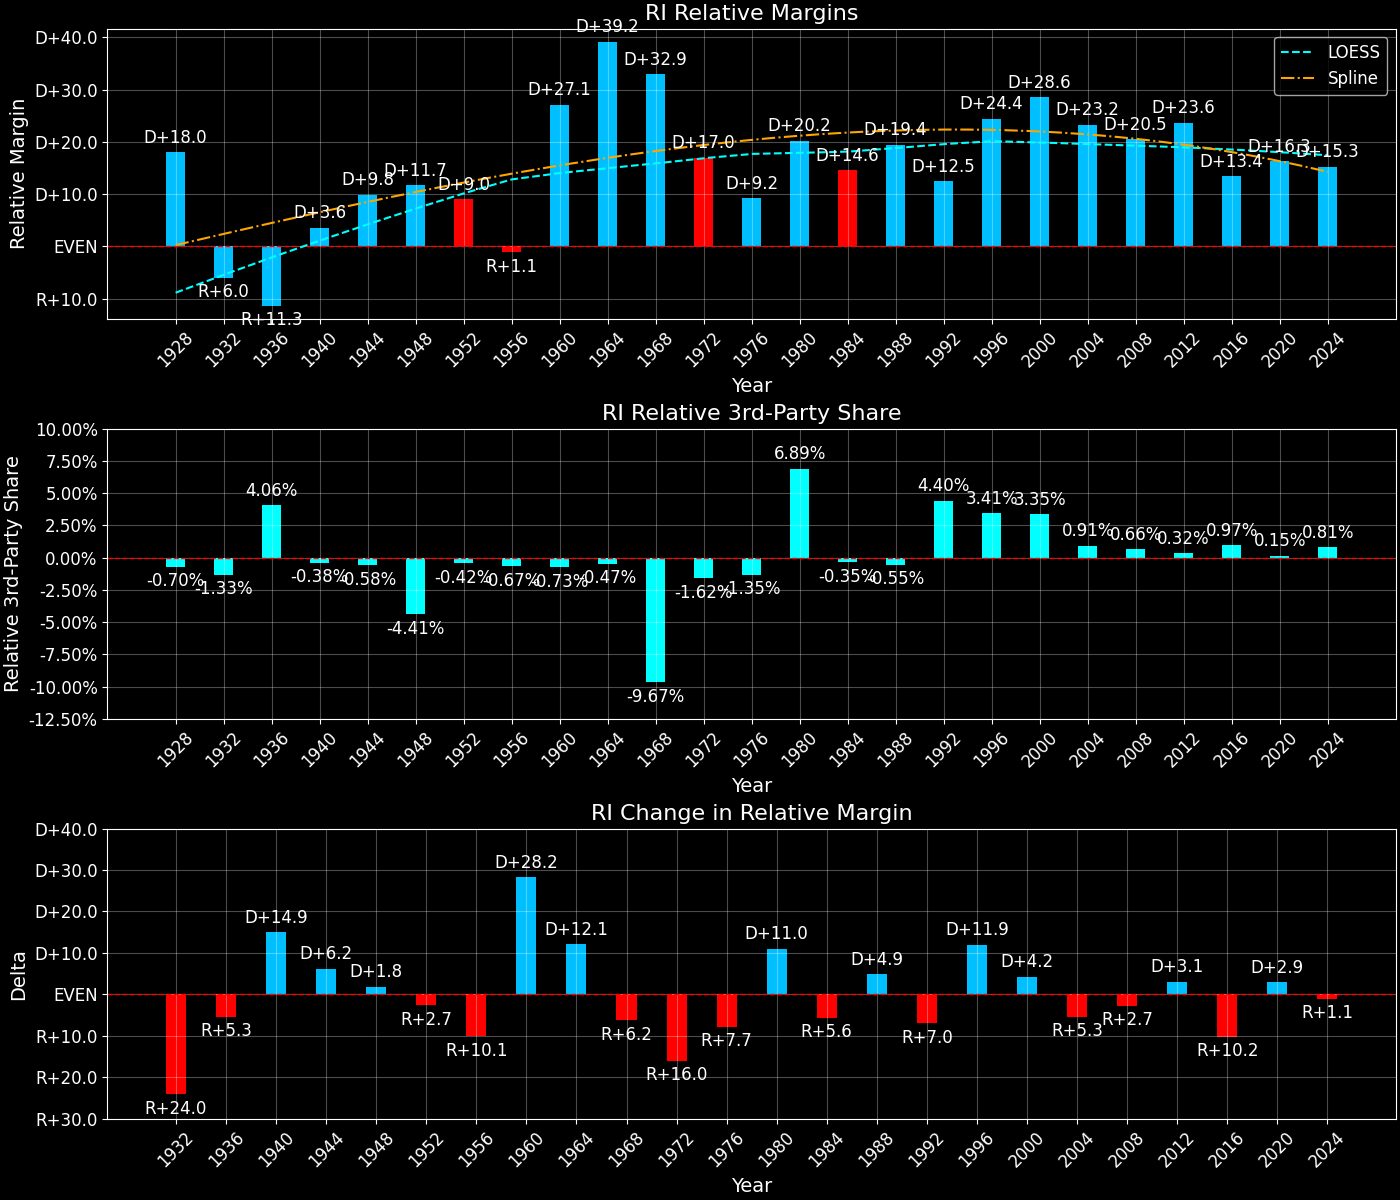 RI Relative Margins
Relative Margin
D+40.0
D+30.0
D+20.0
D+10.0
EVEN
R+10.0
D+18.0
R+6.0
R+11.3
D+3.6
D+9.8
D+11.7
D+9.0
R+1.1
D+27.1
D+39.2
D+32.9
D+17.0
D+9.2
D+20.2
D+14.6
D+19.4
D+12.5
D+24.4
D+28.6
D+23.2
D+20.5
D+23.6
D+13.4
D+16.3
D+15.3
LOESS
Spline
1928 1932 1936 1940 1944 1948 1952 1956 1960 1964 1968 1972 1976 1980 1984 1988 1992 1996 2000 2004 2008 2012 2016 2020 2024
Year
RI Relative 3rd-Party Share
Relative 3rd-Party Share
10.00%
7.50%
5.00%
2.50%
0.00%
-2.50%
-5.00%
-7.50%
-10.00%
-12.50%
-0.70%
-1.33%
4.06%
-0.38%
-0.58%
-4.41%
-0.42%
-0.67%
-0.73%
-0.47%
-9.67%
-1.62%
-1.35%
6.89%
-0.35%
-0.55%
4.40%
3.41%
3.35%
0.91%
0.66%
0.32%
0.97%
0.15%
0.81%
1928 1932 1936 1940 1944 1948 1952 1956 1960 1964 1968 1972 1976 1980 1984 1988 1992 1996 2000 2004 2008 2012 2016 2020 2024
Year
RI Change in Relative Margin
Delta
D+40.0
D+30.0
D+20.0
D+10.0
EVEN
R+10.0
R+20.0
R+30.0
R+24.0
R+5.3
D+14.9
D+6.2
D+1.8
R+2.7
R+10.1
D+28.2
D+12.1
R+6.2
R+16.0
R+7.7
D+11.0
R+5.6
D+4.9
R+7.0
D+11.9
D+4.2
R+5.3
R+2.7
D+3.1
R+10.2
D+2.9
R+1.1
1932 1936 1940 1944 1948 1952 1956 1960 1964 1968 1972 1976 1980 1984 1988 1992 1996 2000 2004 2008 2012 2016 2020 2024
Year